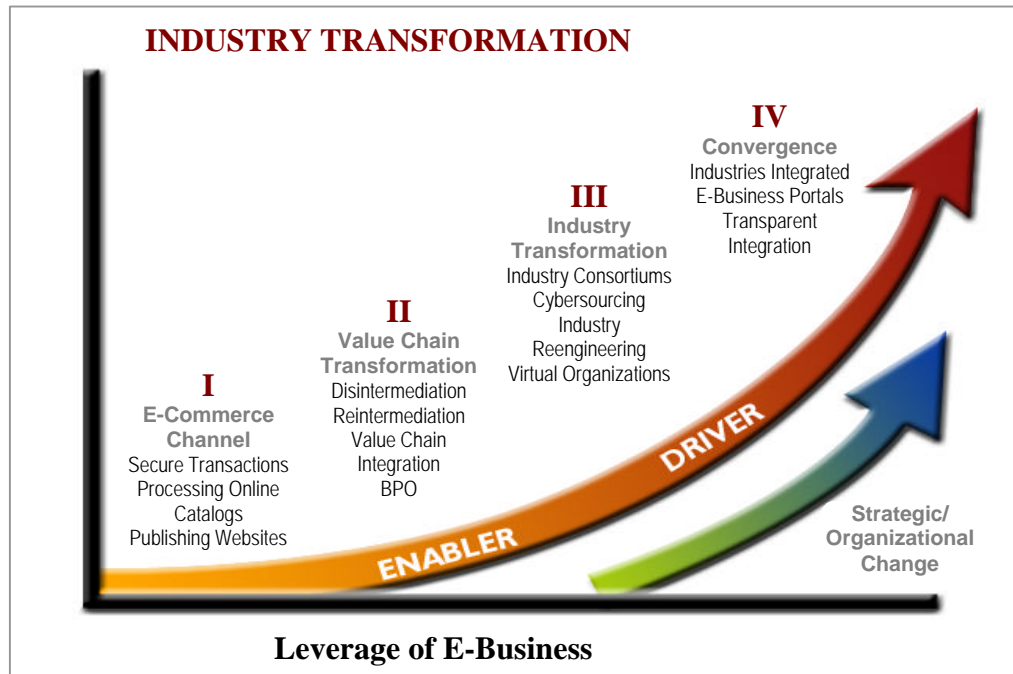 INDUSTRY TRANSFORMATION
I
E-Commerce
Channel
Secure Transactions
Processing Online
Catalogs
Publishing Websites
II
Value Chain
Transformation
Disintermediation
Reintermediation
Value Chain
Integration
BPO
III
Industry
Transformation
Industry Consortiums
Cybersourcing
Industry
Reengineering
Virtual Organizations
IV
Convergence
Industries Integrated
E-Business Portals
Transparent
Integration
ENABLER
DRIVER
Strategic/
Organizational
Change
Leverage of E-Business